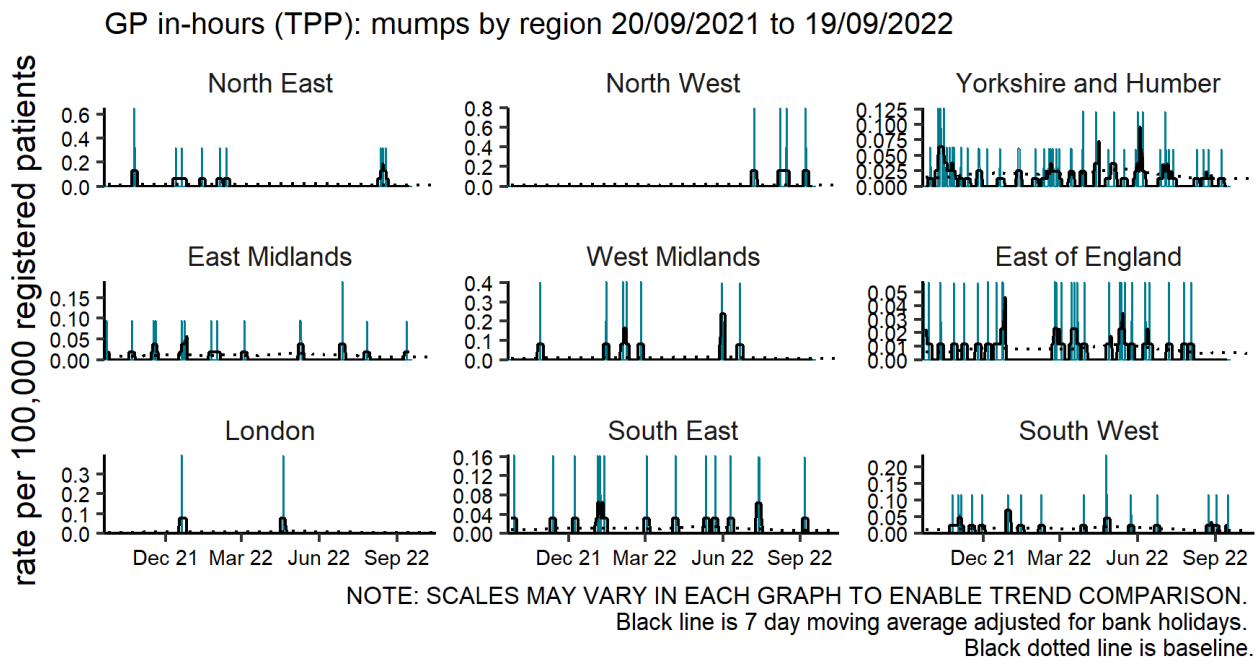 GP in-hours (TPP): mumps by region 20/09/2021 to 19/09/2022
rate per 100,000 registered patients
North East
0.6
0.4
0.2
0.0
North West
0.8
0.6
0.4
0.2
0.0
Yorkshire and Humber
0.125
0.100
0.075
0.050
0.025
0.000
East Midlands
0.15
0.10
0.05
0.00
West Midlands
0.4
0.3
0.2
0.1
0.0
East of England
0.05
0.04
0.03
0.02
0.01
0.00
London
0.3
0.2
0.1
0.0
Dec 21 Mar 22 Jun 22 Sep 22
South East
0.16
0.12
0.08
0.04
0.00
Dec 21 Mar 22 Jun 22 Sep 22
South West
0.20
0.15
0.10
0.05
0.00
Dec 21 Mar 22 Jun 22 Sep 22
NOTE: SCALES MAY VARY IN EACH GRAPH TO ENABLE TREND COMPARISON.
Black line is 7 day moving average adjusted for bank holidays.
Black dotted line is baseline.